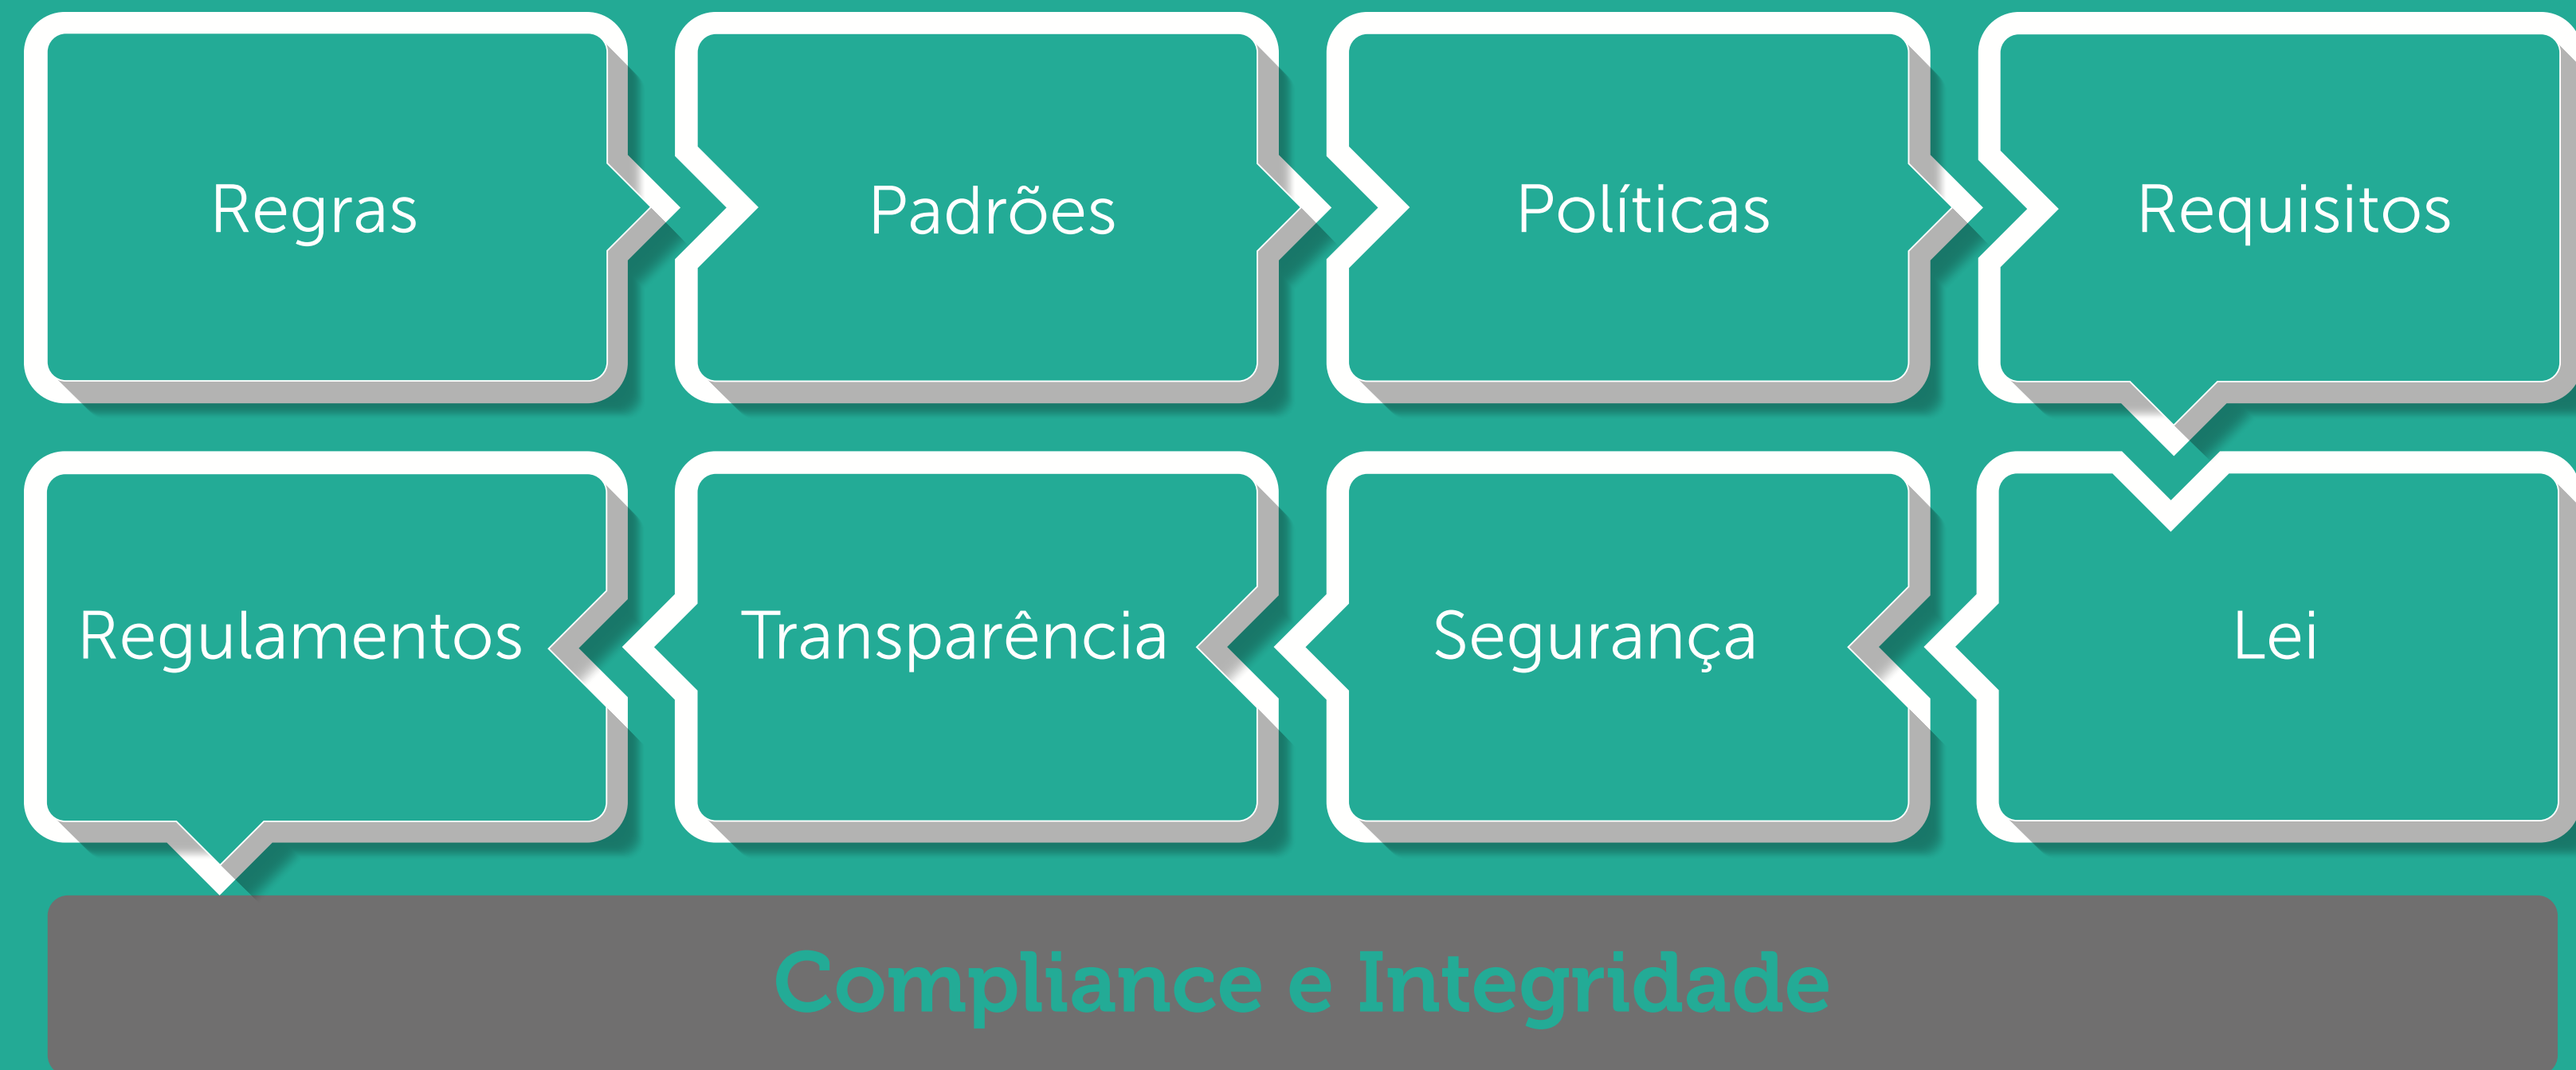 Regras
Padrões
Políticas
Requisitos
Regulamentos
Transparência
Segurança
Lei
Compliance e Integridade